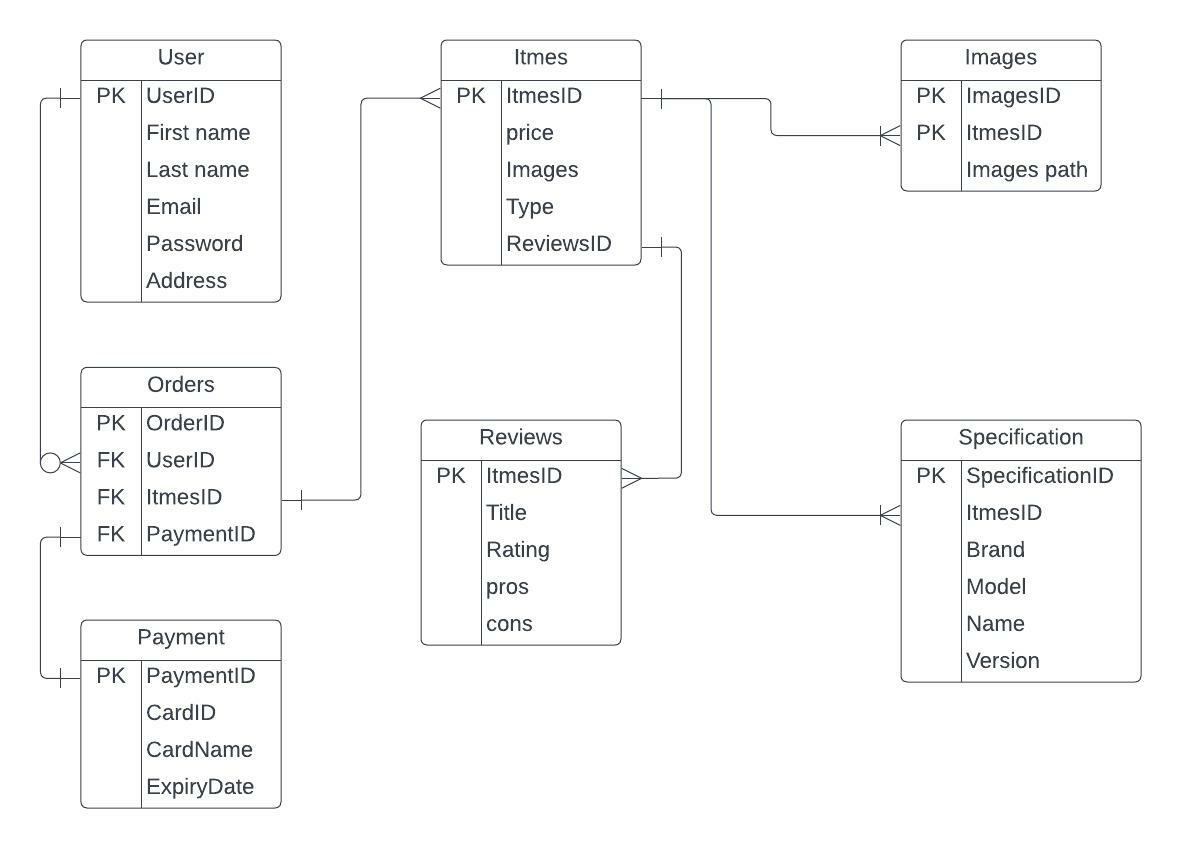 User
PK UserID
First name
Last name
Email
Password
Address
Orders
PK OrderID
FK UserID
FK ItmesID
FK PaymentID
Payment
PK PaymentID
CardID
CardName
ExpiryDate
Itmes
PK ItmesID
price
Images
Type
ReviewsID
Reviews
PK ItmesID
Title
Rating
pros
cons
Images
PK ImagesID
PK ItmesID
Images path
Specification
PK SpecificationID
ItmesID
Brand
Model
Name
Version